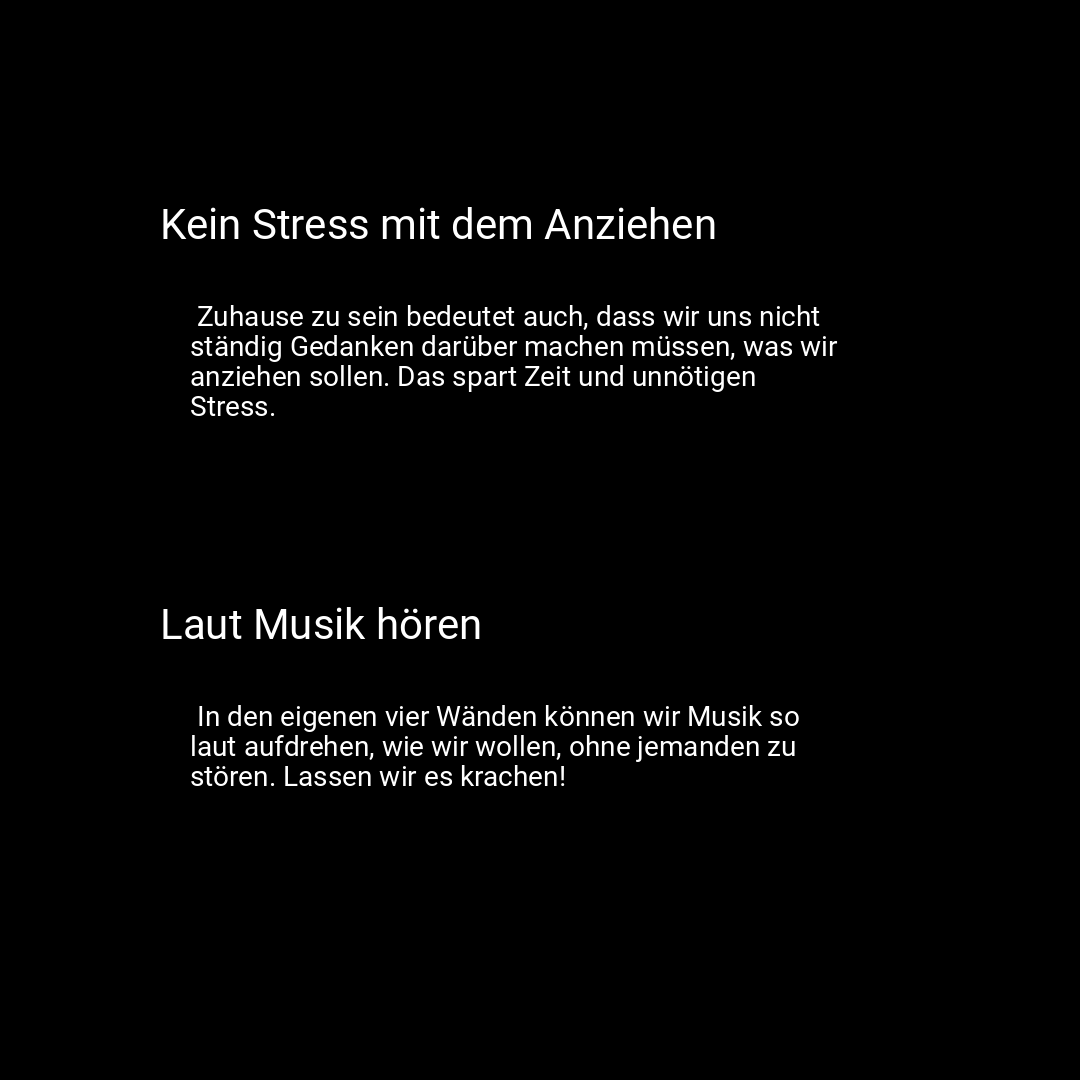 Kein Stress mit dem Anziehen
Zuhause zu sein bedeutet auch, dass wir uns nicht
ständig Gedanken darüber machen müssen, was wir
anziehen sollen. Das spart Zeit und unnötigen
Stress.
Laut Musik hören
In den eigenen vier Wänden können wir Musik so
laut aufdrehen, wie wir wollen, ohne jemanden zu
stören. Lassen wir es krachen!